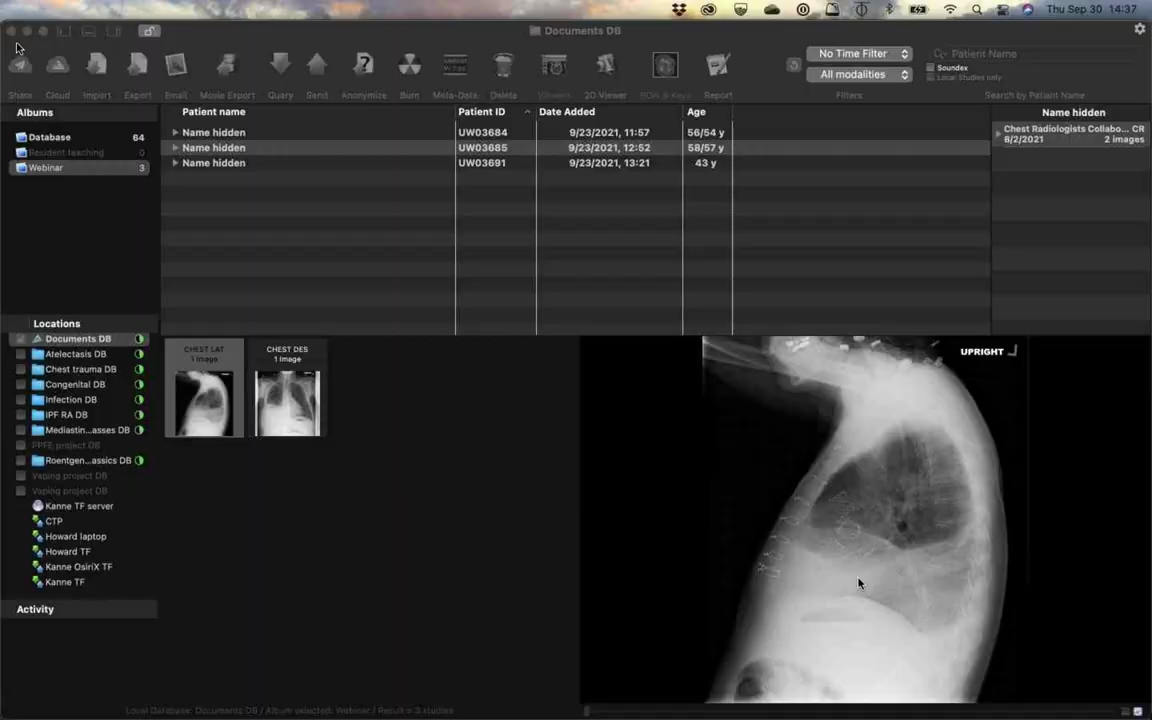 Thu Sep 30 14:37
Documents DB
Share Cloud Import Export Email Movie Export Query Send Anonymize Burn Meta-Data Delete Viewers 2D Viewer ROIs & Keys Report
No Time Filter
All modalities
Filters
Patient Name
Soundex
Local Studies only
Search by Patient Name
Albums
Database 64
Resident teaching 0
Webinar 3
Patient name Patient ID Date Added Age
Name hidden UW03684 9/23/2021, 11:57 56/54 y
Name hidden UW03685 9/23/2021, 12:52 58/57 y
Name hidden UW03691 9/23/2021, 13:21 43 y
Name hidden
Chest Radiologists Collabo... CR
8/2/2021 2 images
Locations
Documents DB
Atelectasis DB
Chest trauma DB
Congenital DB
Infection DB
IPF RA DB
Mediastin...asses DB
PPFE project DB
Roentgen...assics DB
Vaping project DB
Vaping project DB
Kanne TF server
CTP
Howard laptop
Howard TF
Kanne OsiriX TF
Kanne TF
Activity
CHEST LAT
1 Image
CHEST DES
1 Image
UPRIGHT
Local Database: Documents DB / Album selected: Webinar / Result = 3 studies